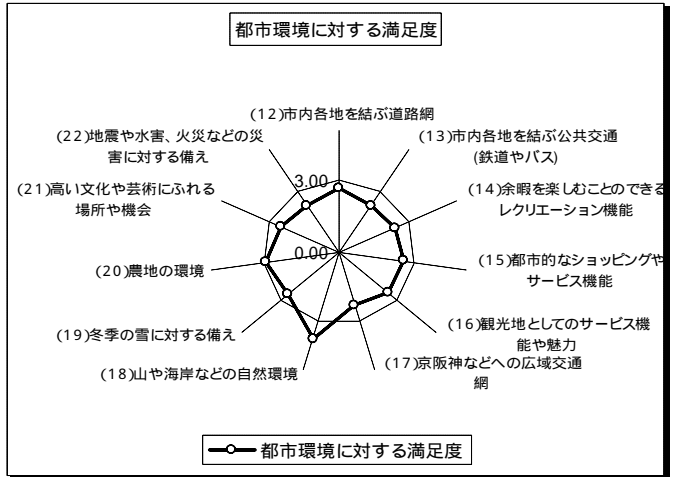 都市環境に対する満足度
(12)市内各地を結ぶ道路網
(22)地震や水害、火災などの災
害に対する備え
(13)市内各地を結ぶ公共交通
(鉄道やバス)
(21)高い文化や芸術にふれる
場所や機会
3.00
(14)余暇を楽しむことのできる
レクリエーション機能
(20)農地の環境
0.00
(15)都市的なショッピングや
サービス機能
(19)冬季の雪に対する備え
(16)観光地としてのサービス機
能や魅力
(18)山や海岸などの自然環境
(17)京阪神などへの広域交通
網
都市環境に対する満足度